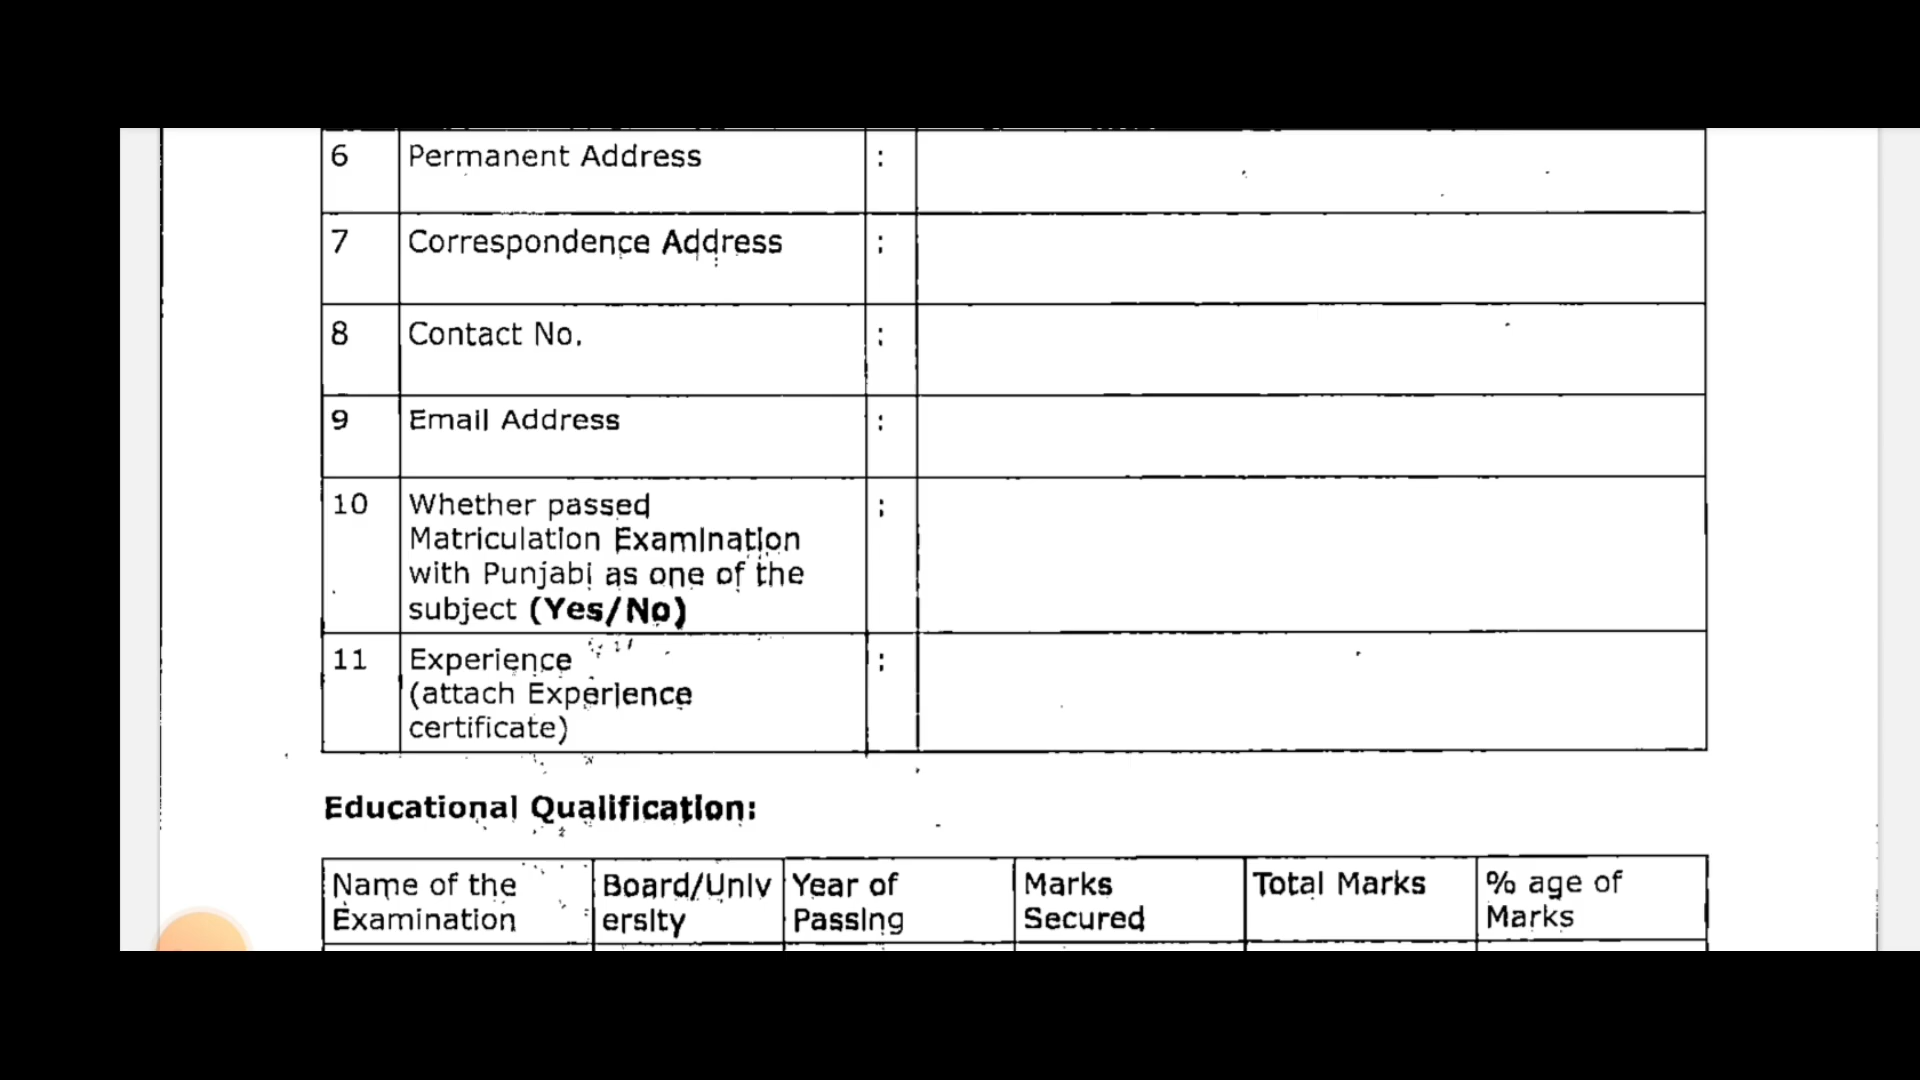 6 Permanent Address :
7 Correspondence Address :
8 Contact No. :
9 Email Address :
10 Whether passed :
Matriculation Examination
with Punjabi as one of the
subject (Yes/No)
11 Experience :
(attach Experience
certificate)
Educational Qualification:
Name of the Board/Univ Year of Marks Total Marks % age of
Examination ersity Passing Secured Marks